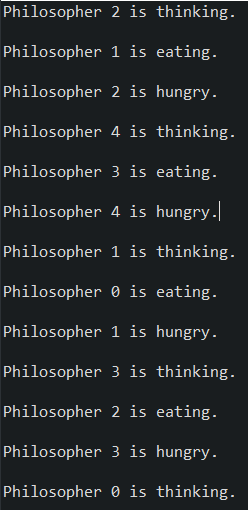 Philosopher 2 is thinking.
Philosopher 1 is eating.
Philosopher 2 is hungry.
Philosopher 4 is thinking.
Philosopher 3 is eating.
Philosopher 4 is hungry.
Philosopher 1 is thinking.
Philosopher 0 is eating.
Philosopher 1 is hungry.
Philosopher 3 is thinking.
Philosopher 2 is eating.
Philosopher 3 is hungry.
Philosopher 0 is thinking.